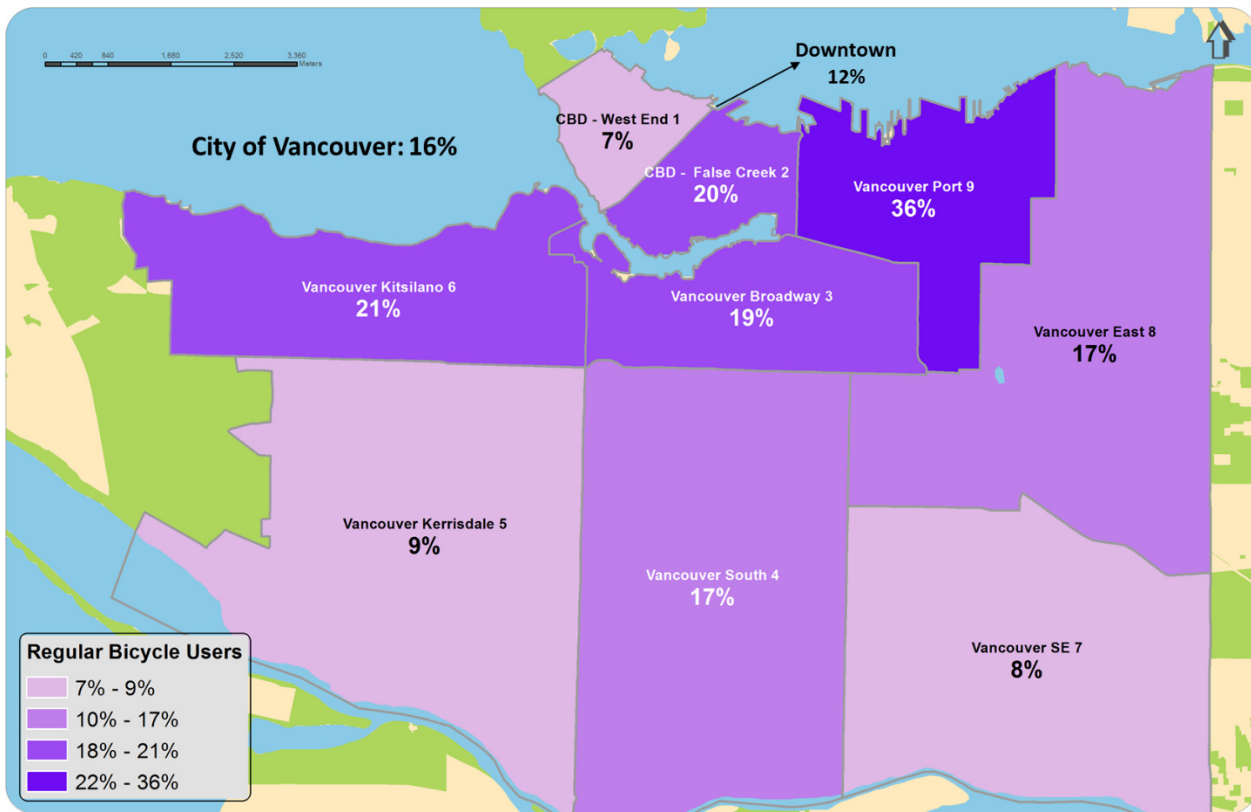 0 420 840 1,680 2,520 3,360
Meters
Downtown
12%
CBD - West End 1
7%
City of Vancouver: 16%
CBD - False Creek 2
20%
Vancouver Port 9
36%
Vancouver Kitsilano 6
21%
Vancouver Broadway 3
19%
Vancouver East 8
17%
Vancouver Kerrisdale 5
9%
Vancouver South 4
17%
Vancouver SE 7
8%
Regular Bicycle Users
7% - 9%
10% - 17%
18% - 21%
22% - 36%